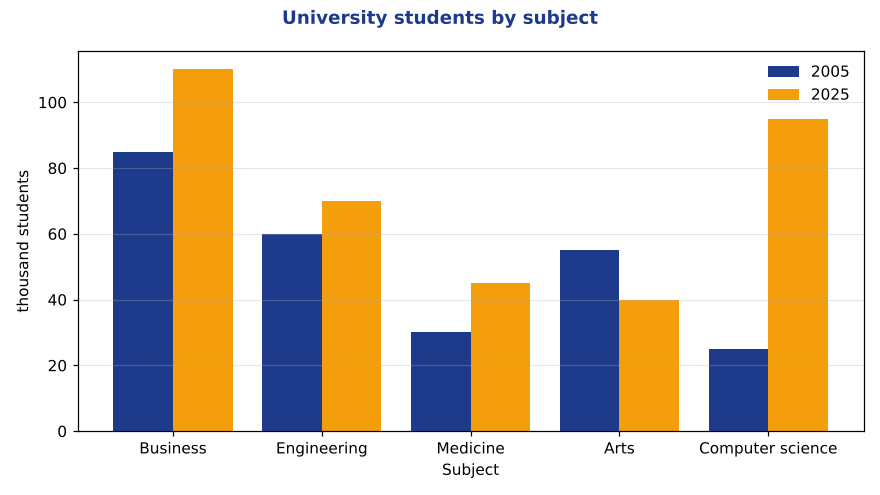 University students by subject
2005
2025
thousand students
100
80
60
40
20
0
Business
Engineering
Medicine
Arts
Computer science
Subject